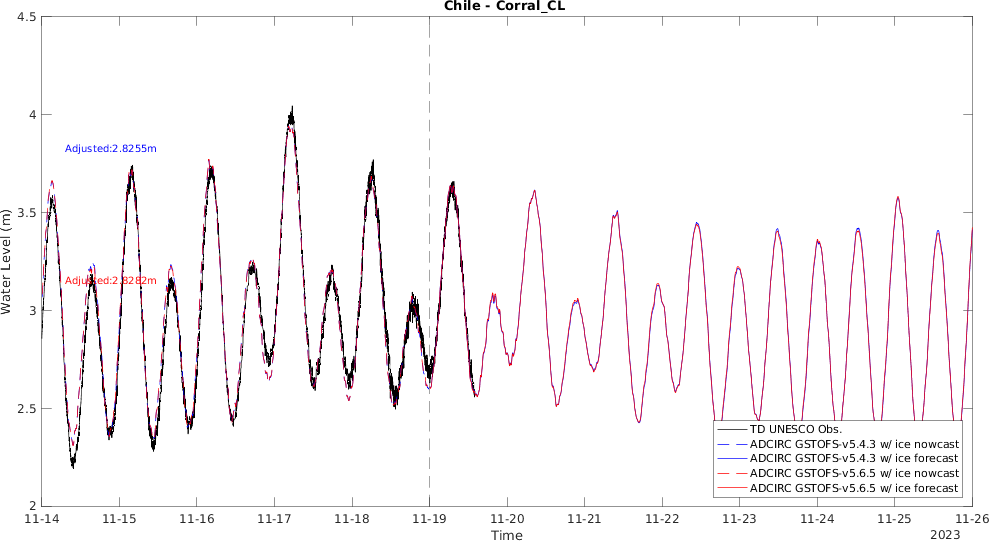 Chile - Corral_CL
4.5
4
3.5
3
2.5
2
Water Level (m)
Adjusted:2.8255m
Adjusted:2.8282m
TD UNESCO Obs.
ADCIRC GSTOFS-v5.4.3 w/ ice nowcast
ADCIRC GSTOFS-v5.4.3 w/ ice forecast
ADCIRC GSTOFS-v5.6.5 w/ ice nowcast
ADCIRC GSTOFS-v5.6.5 w/ ice forecast
11-14 11-15 11-16 11-17 11-18 11-19 11-20 11-21 11-22 11-23 11-24 11-25 11-26
Time
2023